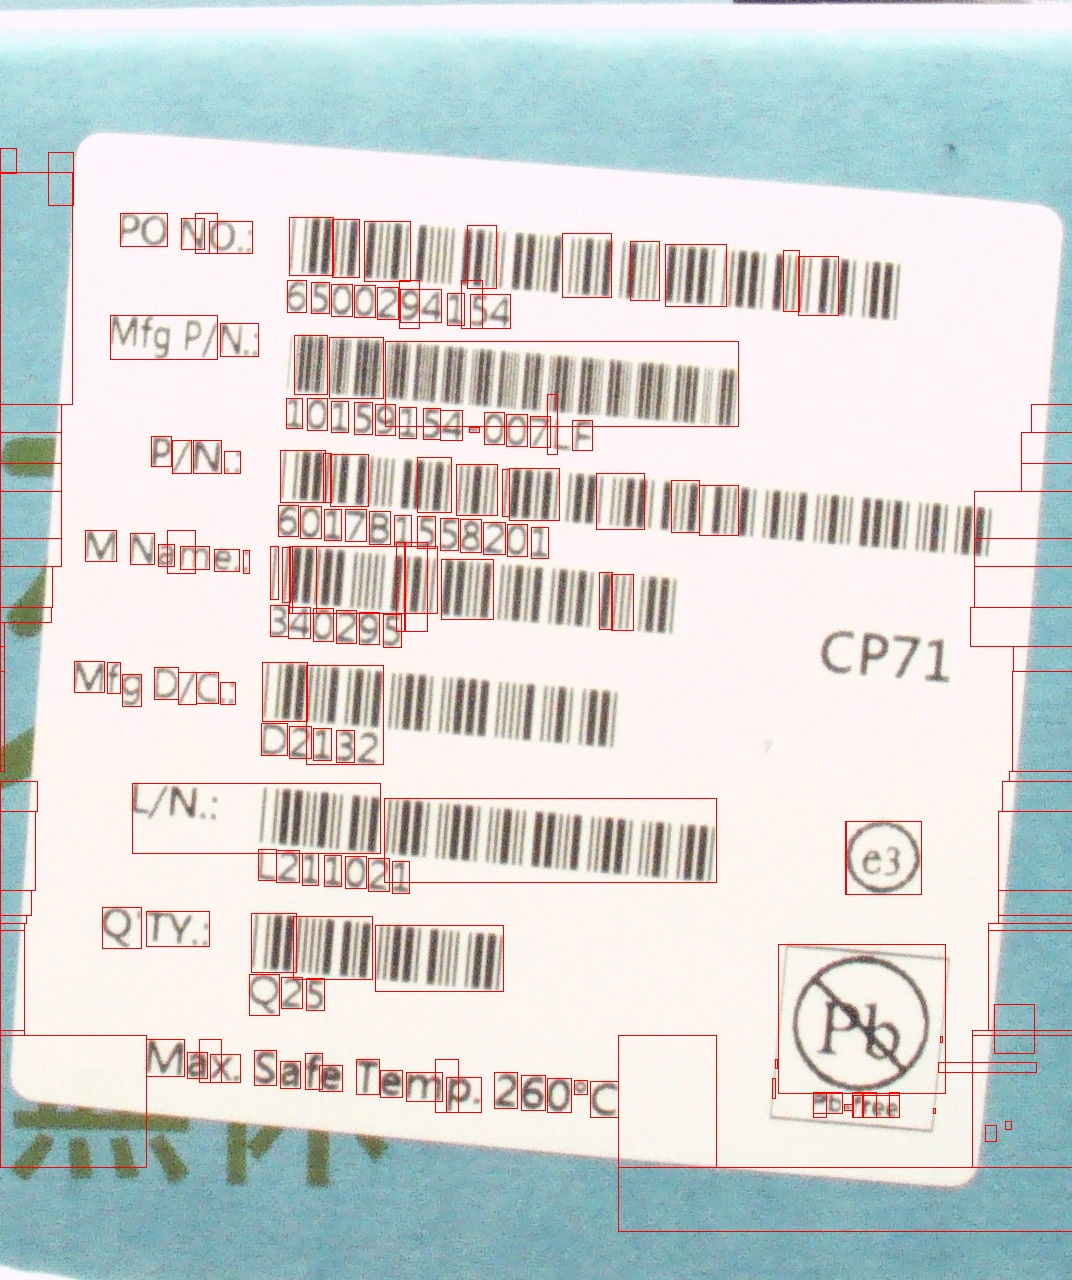 PO NO.:
6500294154
Mfg P/N.:
10159154-007LF
P/N.:
6017B1558201
M Name.:
340295
CP71
Mfg D/C.:
D2132
L/N.:
L211021
e3
Q'TY.:
Q25
Pb
Pb-free
Max. Safe Temp. 260°C